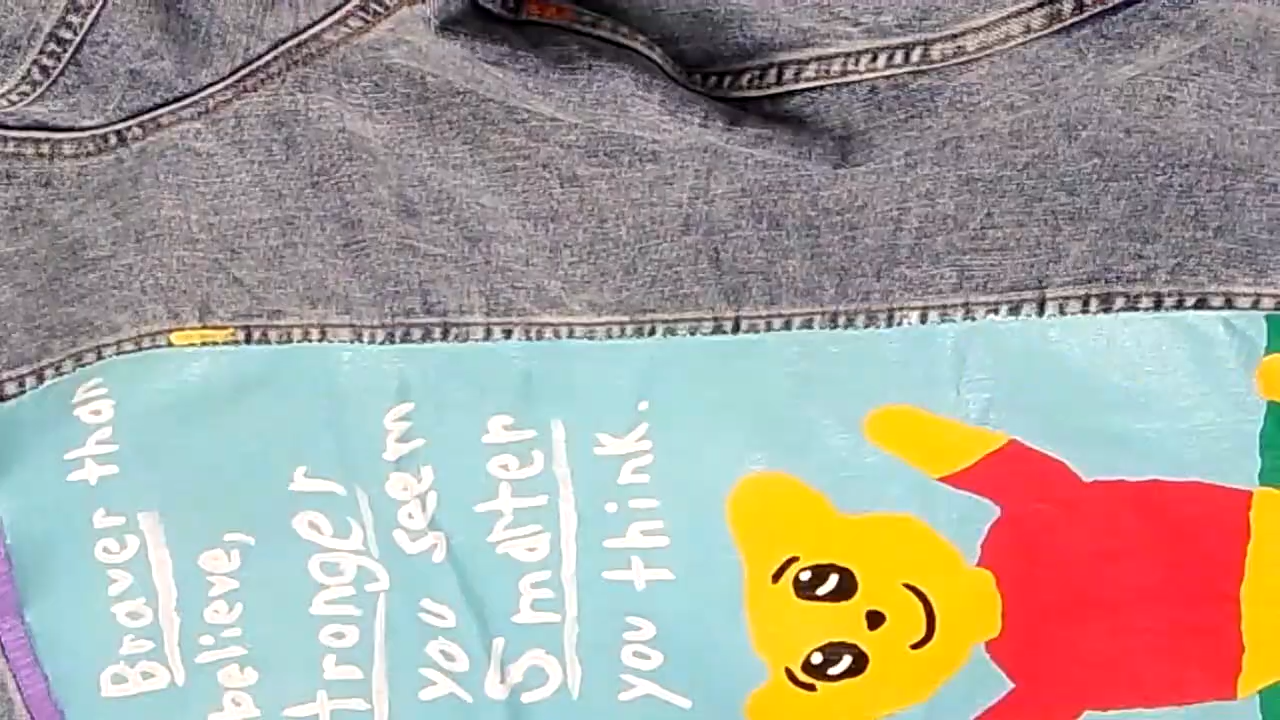 Braver than
believe,
tronger
you seem
Smarter
you think.